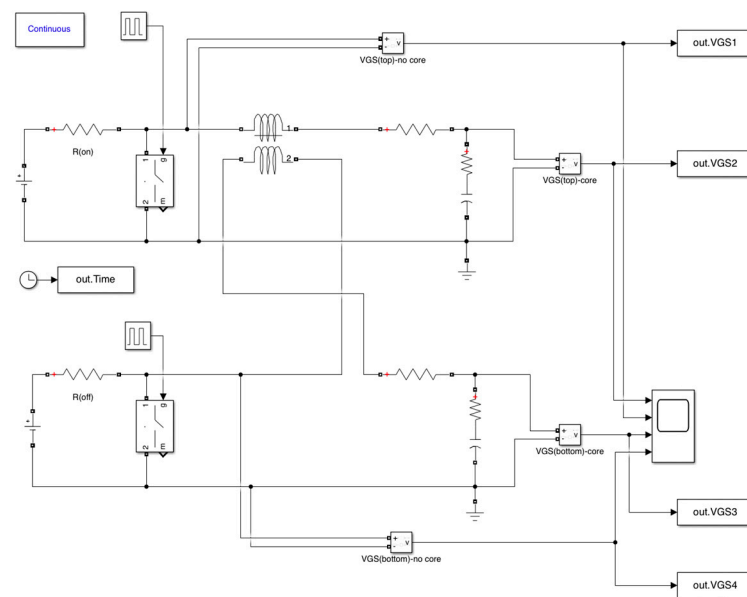 Continuous
+
v
-
VGS(top)-no core
out.VGS1
R(on)
+
1
g
2
m
1
2
+
v
-
VGS(top)-core
out.VGS2
out.Time
R(off)
+
1
g
2
m
+
v
-
VGS(bottom)-core
out.VGS3
+
v
-
VGS(bottom)-no core
out.VGS4